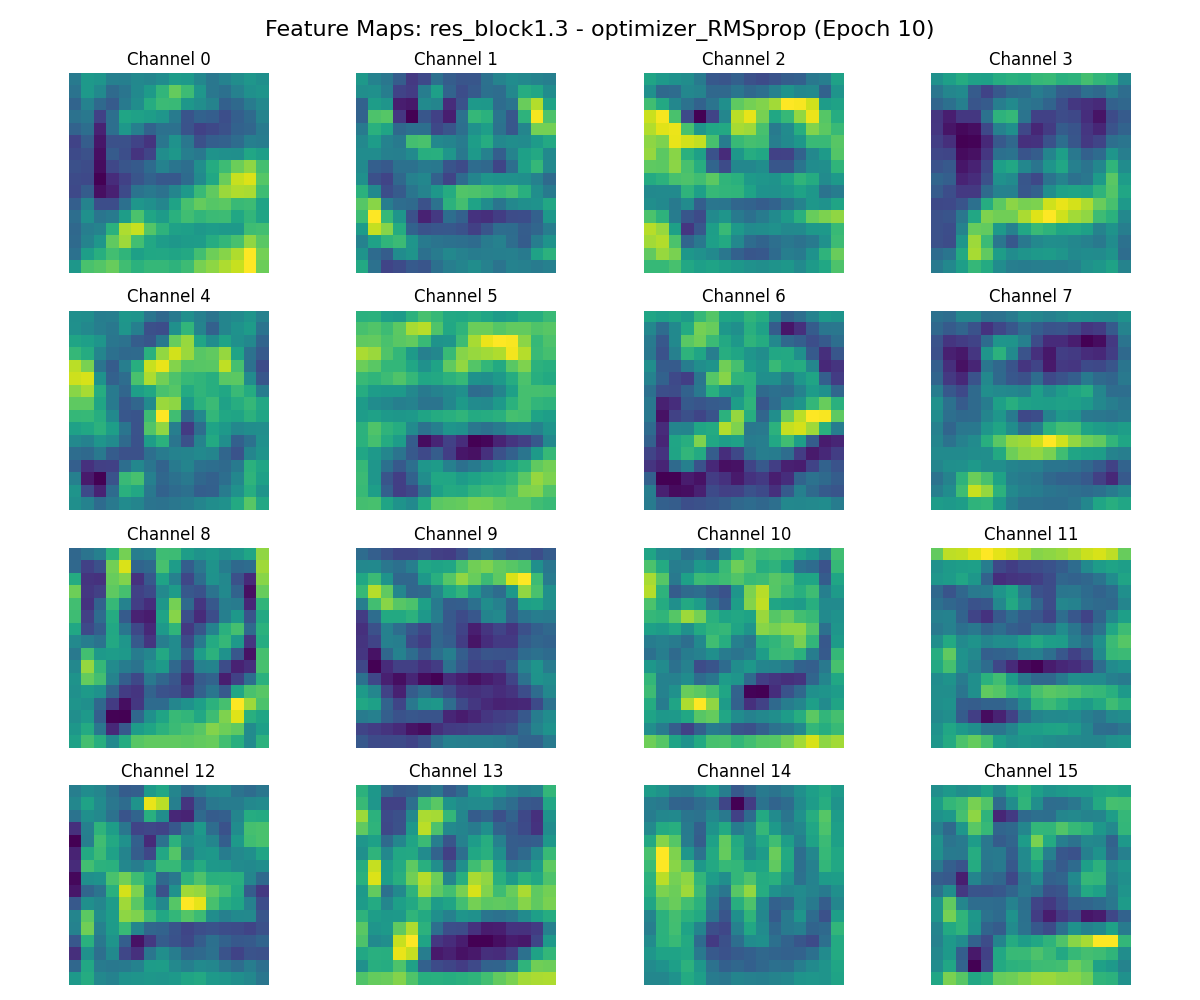 Feature Maps: res_block1.3 - optimizer_RMSprop (Epoch 10)
Channel 0
Channel 1
Channel 2
Channel 3
Channel 4
Channel 5
Channel 6
Channel 7
Channel 8
Channel 9
Channel 10
Channel 11
Channel 12
Channel 13
Channel 14
Channel 15